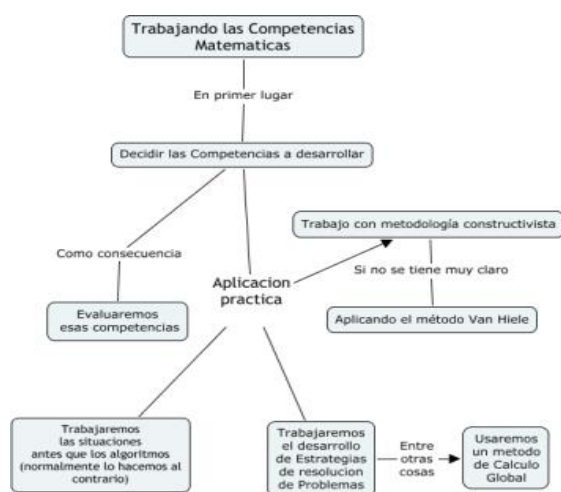 Trabajando las Competencias
Matematicas
En primer lugar
Decidir las Competencias a desarrollar
Trabajo con metodología constructivista
Como consecuencia
Si no se tiene muy claro
Aplicacion
practica
Evaluaremos
esas competencias
Aplicando el método Van Hiele
Trabajaremos
las situaciones
antes que los algoritmos
(normalmente lo hacemos al
contrario)
Trabajaremos
el desarrollo
de Estrategias
de resolucion
de Problemas
Entre
otras
cosas
Usaremos
un metodo
de Calculo
Global